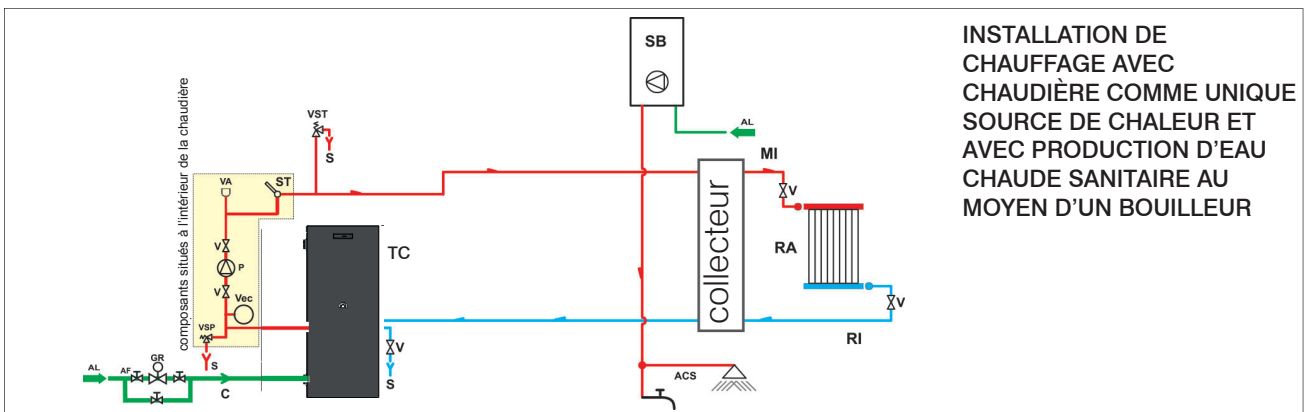 INSTALLATION DE
CHAUFFAGE AVEC
CHAUDIÈRE COMME UNIQUE
SOURCE DE CHALEUR ET
AVEC PRODUCTION D’EAU
CHAUDE SANITAIRE AU
MOYEN D’UN BOUILLEUR
composants situés à l’intérieur de la chaudière
SB
AL
VST
S
VA
ST
MI
V
collecteur
RA
V
P
V
Vec
VSP
S
TC
V
S
V
RI
AL
AF
GR
C
ACS